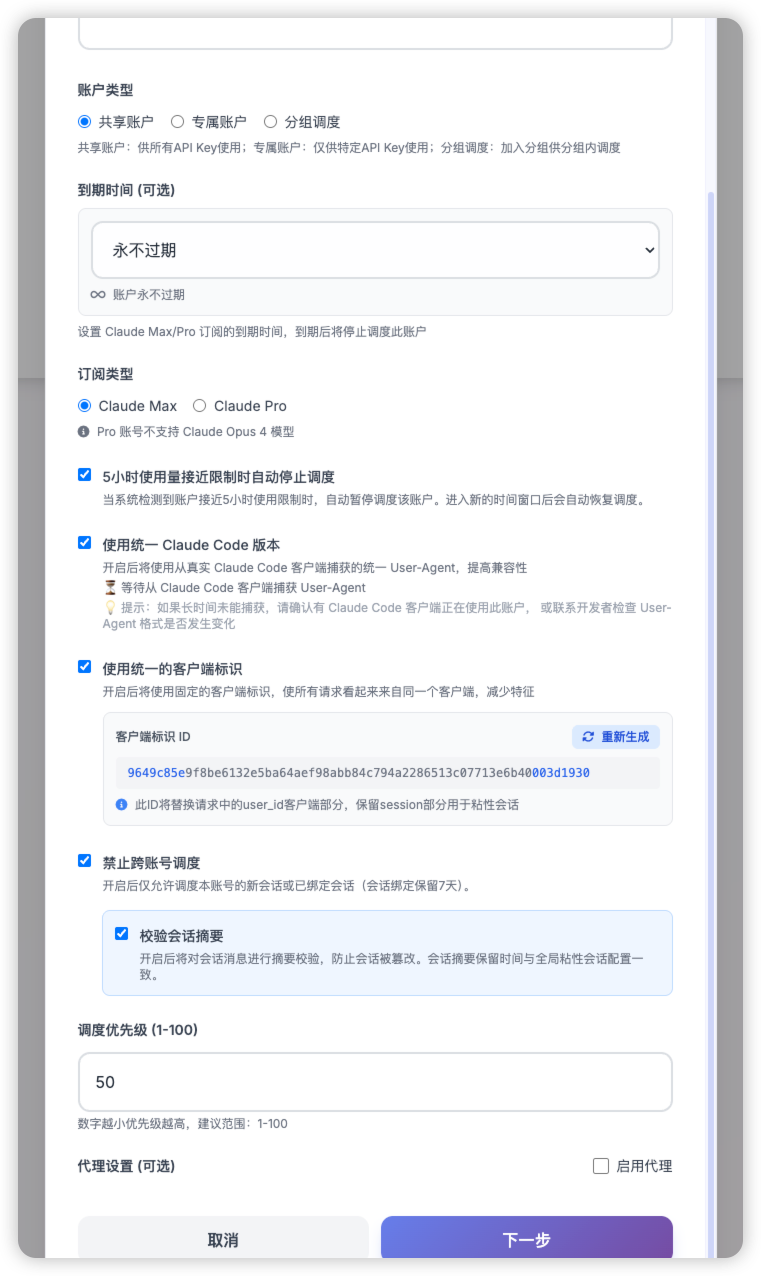 账户类型
共享账户 专属账户 分组调度
共享账户：供所有API Key使用；专属账户：仅供特定API Key使用；分组调度：加入分组供分组内调度
到期时间 (可选)
永不过期
账户永不过期
设置 Claude Max/Pro 订阅的到期时间，到期后将停止调度此账户
订阅类型
Claude Max Claude Pro
Pro 账号不支持 Claude Opus 4 模型
5小时使用量接近限制时自动停止调度
当系统检测到账户接近5小时使用限制时，自动暂停调度该账户。进入新的时间窗口后会自动恢复调度。
使用统一 Claude Code 版本
开启后将使用从真实 Claude Code 客户端捕获的统一 User-Agent，提高兼容性
⏳ 等待从 Claude Code 客户端捕获 User-Agent
💡 提示：如果长时间未能捕获，请确认有 Claude Code 客户端正在使用此账户， 或联系开发者检查 User-
Agent 格式是否发生变化
使用统一的客户端标识
开启后将使用固定的客户端标识，使所有请求看起来来自同一个客户端，减少特征
客户端标识 ID 重新生成
9649c85e9f8be6132e5ba64aef98abb84c794a2286513c07713e6b40003d1930
此ID将替换请求中的user_id客户端部分，保留session部分用于粘性会话
禁止跨账号调度
开启后仅允许调度本账号的新会话或已绑定会话（会话绑定保留7天）。
校验会话摘要
开启后将对会话消息进行摘要校验，防止会话被篡改。会话摘要保留时间与全局粘性会话配置一
致。
调度优先级 (1-100)
50
数字越小优先级越高，建议范围：1-100
代理设置 (可选) 启用代理
取消 下一步